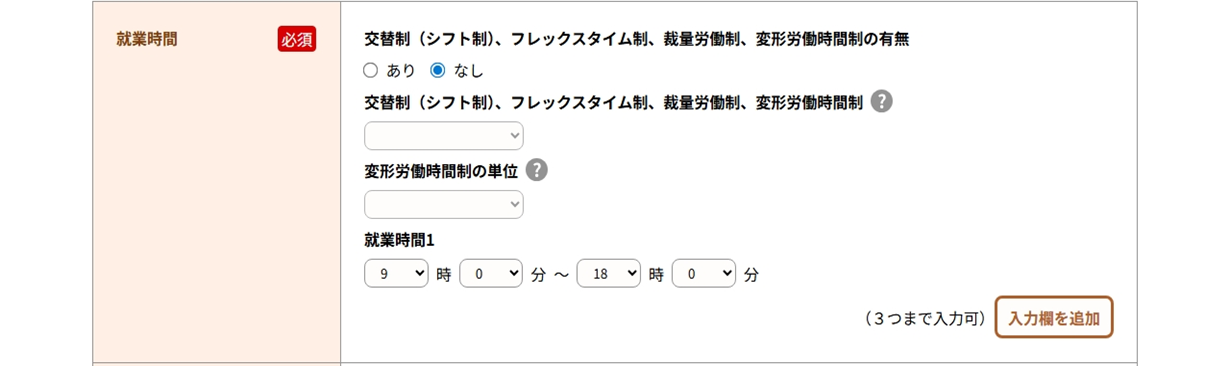 就業時間 必須
交替制（シフト制）、フレックスタイム制、裁量労働制、変形労働時間制の有無
あり なし
交替制（シフト制）、フレックスタイム制、裁量労働制、変形労働時間制 ?
変形労働時間制の単位 ?
就業時間1
9 時 0 分 ～ 18 時 0 分
（３つまで入力可） 入力欄を追加